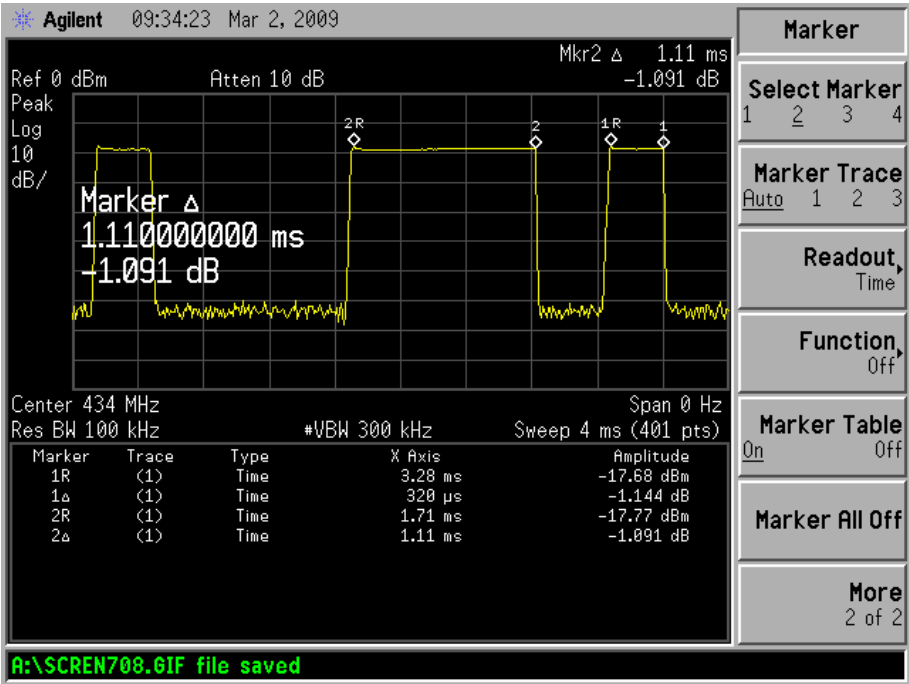 Agilent 09:34:23 Mar 2, 2009
Mkr2 Δ 1.11 ms
Ref 0 dBm Atten 10 dB -1.091 dB
Peak
Log
10
dB/
2R 2 1R 1
Marker Δ
1.110000000 ms
-1.091 dB
Center 434 MHz Span 0 Hz
Res BW 100 kHz #VBW 300 kHz Sweep 4 ms (401 pts)
Marker Trace Type X Axis Amplitude
1R (1) Time 3.28 ms -17.68 dBm
1Δ (1) Time 320 µs -1.144 dB
2R (1) Time 1.71 ms -17.77 dBm
2Δ (1) Time 1.11 ms -1.091 dB
A:\SCREN708.GIF file saved
Marker
Select Marker
1 2 3 4
Marker Trace
Auto 1 2 3
Readout
Time
Function
Off
Marker Table
On Off
Marker All Off
More
2 of 2